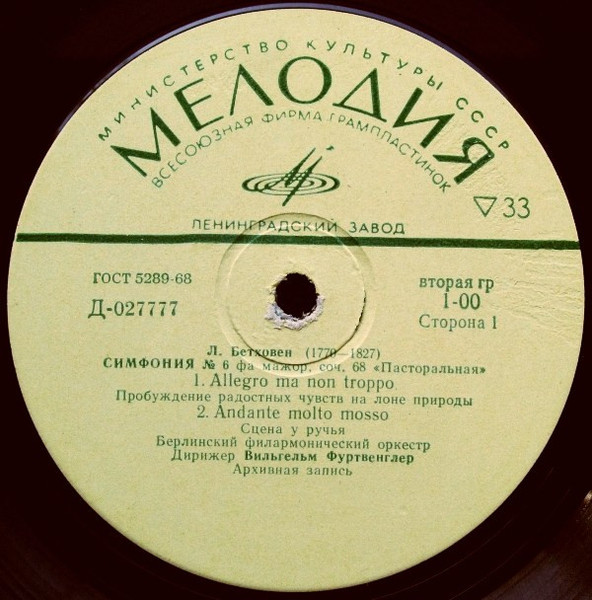 МИНИСТЕРСТВО КУЛЬТУРЫ СССР
МЕЛОДИЯ
ВСЕСОЮЗНАЯ ФИРМА ГРАМПЛАСТИНОК
33
ЛЕНИНГРАДСКИЙ ЗАВОД
ГОСТ 5289-68
Д-027777
вторая гр
1-00
Сторона 1
Л. Бетховен (1770—1827)
СИМФОНИЯ № 6 фа мажор, соч. 68 «Пасторальная»
1. Allegro ma non troppo
Пробуждение радостных чувств на лоне природы
2. Andante molto mosso
Сцена у ручья
Берлинский филармонический оркестр
Дирижер Вильгельм Фуртвенглер
Архивная запись